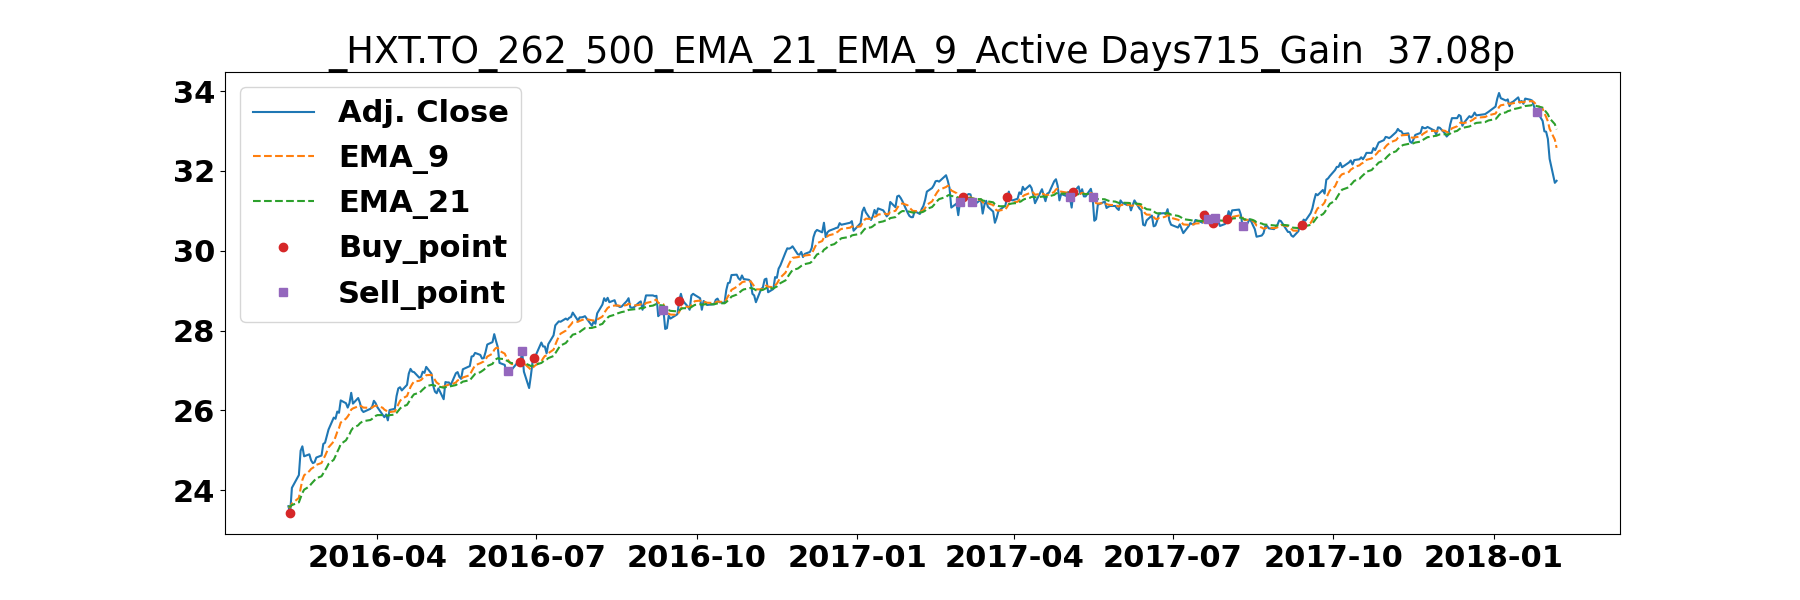 _HXT.TO_262_500_EMA_21_EMA_9_Active Days715_Gain  37.08p
34
32
30
28
26
24
Adj. Close
EMA_9
EMA_21
Buy_point
Sell_point
2016-04 2016-07 2016-10 2017-01 2017-04 2017-07 2017-10 2018-01